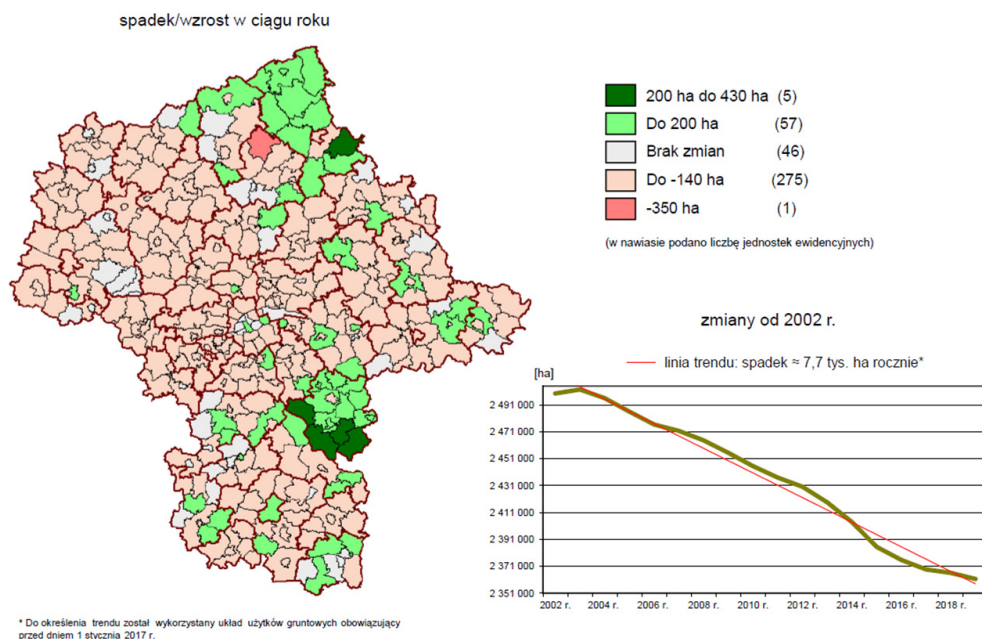 spadek/wzrost w ciągu roku
200 ha do 430 ha (5)
Do 200 ha (57)
Brak zmian (46)
Do -140 ha (275)
-350 ha (1)
(w nawiasie podano liczbę jednostek ewidencyjnych)
zmiany od 2002 r.
linia trendu: spadek ≈ 7,7 tys. ha rocznie*
[ha]
2 491 000
2 471 000
2 451 000
2 431 000
2 411 000
2 391 000
2 371 000
2 351 000
2002 r. 2004 r. 2006 r. 2008 r. 2010 r. 2012 r. 2014 r. 2016 r. 2018 r.
* Do określenia trendu został wykorzystany układ użytków gruntowych obowiązujący
przed dniem 1 stycznia 2017 r.